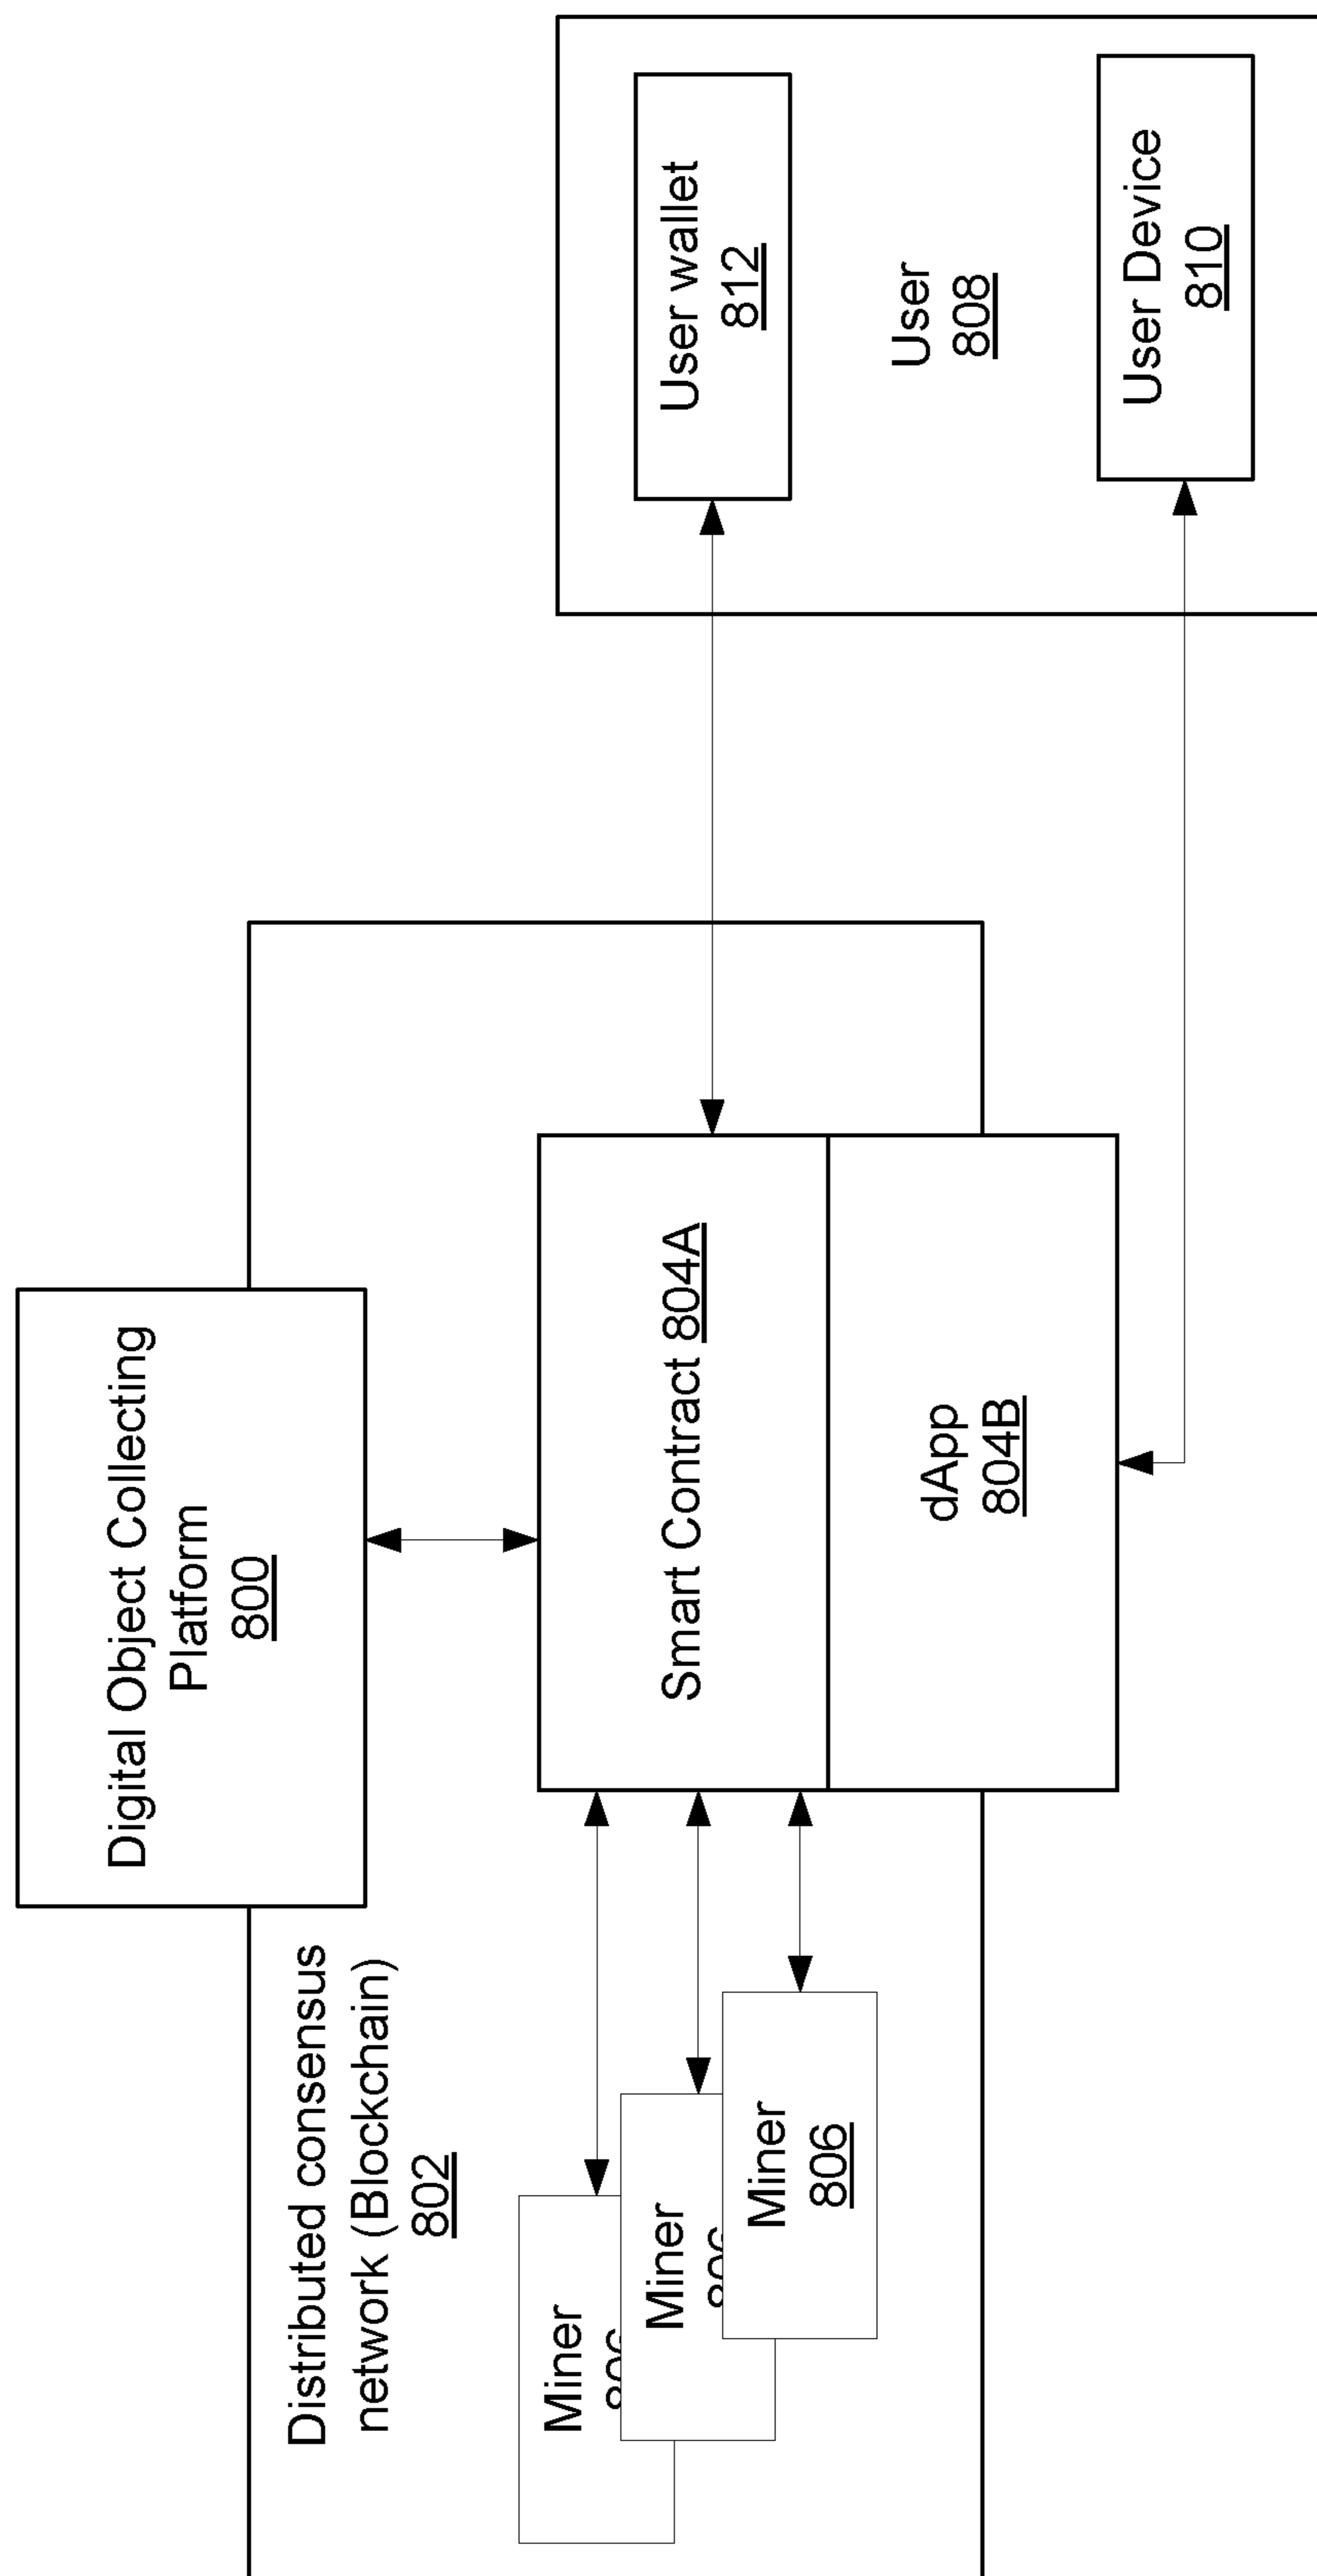 Digital Object Collecting
Platform
800
Distributed consensus
network (Blockchain)
802
Smart Contract 804A
dApp
804B
Miner
Miner
Miner
806
User wallet
812
User
808
User Device
810